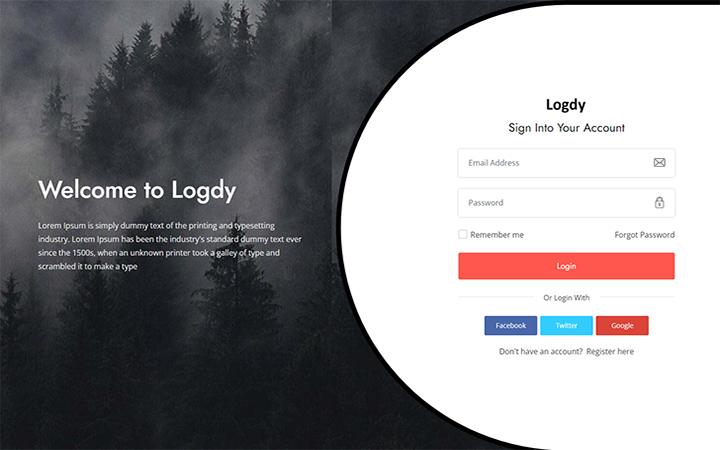 Welcome to Logdy
Lorem Ipsum is simply dummy text of the printing and typesetting
industry. Lorem Ipsum has been the industry's standard dummy text ever
since the 1500s, when an unknown printer took a galley of type and
scrambled it to make a type
Logdy
Sign Into Your Account
Email Address
Password
Remember me Forgot Password
Login
Or Login With
Facebook Twitter Google
Don't have an account? Register here